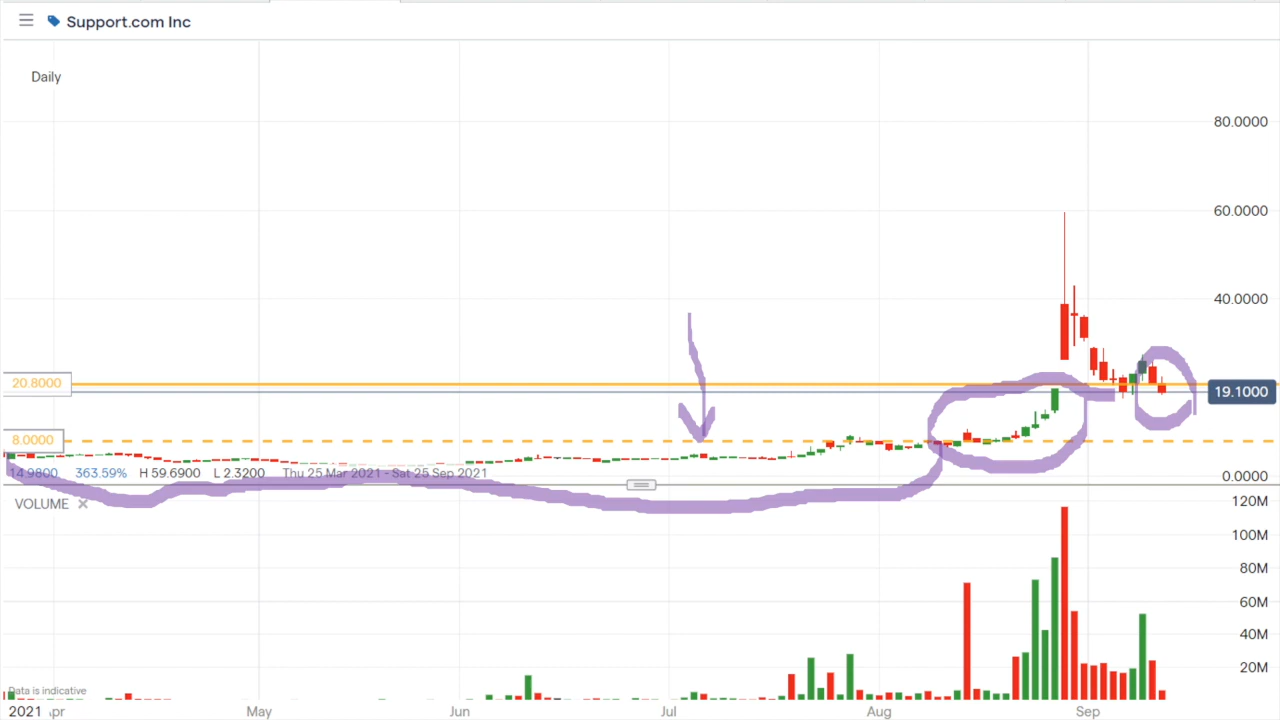 Support.com Inc
Daily
80.0000
60.0000
40.0000
20.8000
19.1000
8.0000
14.9800 363.59% H 59.6900 L 2.3200 Thu 25 Mar 2021 - Sat 25 Sep 2021
0.0000
VOLUME ✕
120M
100M
80M
60M
40M
20M
Data is indicative
2021 Apr May Jun Jul Aug Sep